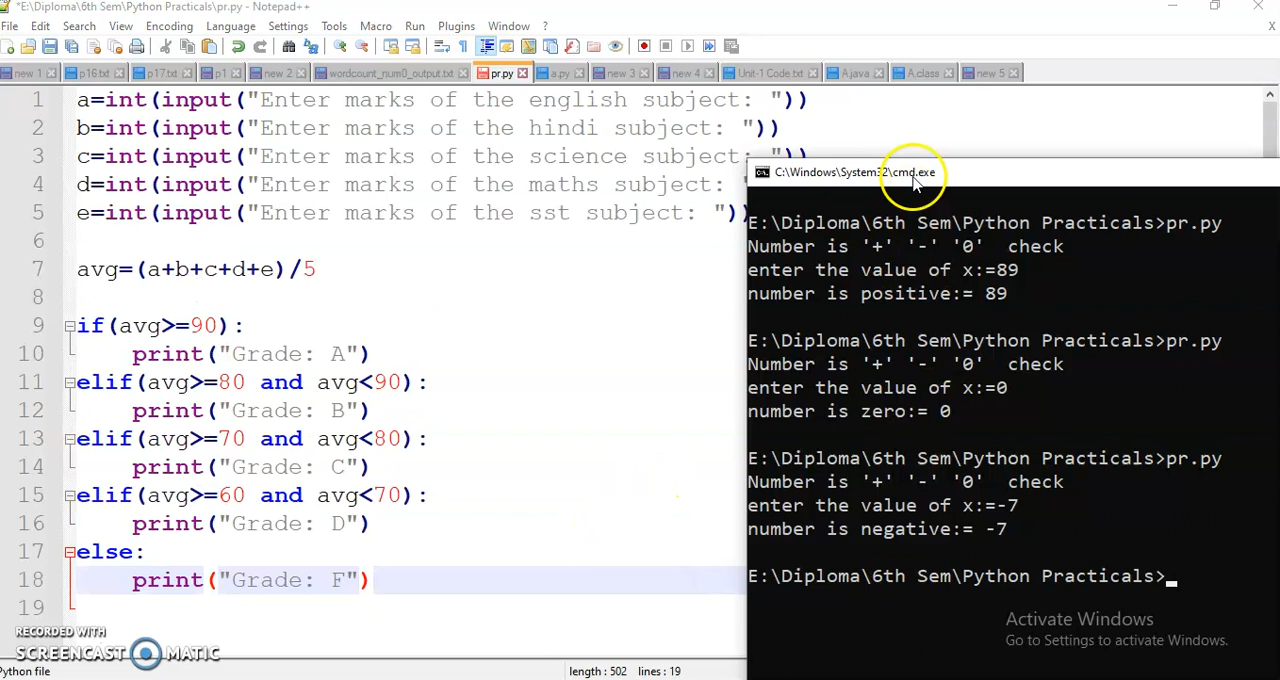 *E:\Diploma\6th Sem\Python Practicals\pr.py - Notepad++
File Edit Search View Encoding Language Settings Tools Macro Run Plugins Window ?
X
new 1 p16.txt p17.txt p1 new 2 wordcount_num0_output.txt pr.py a.py new 3 new 4 Unit-1 Code.txt A.java A.class new 5
1 a=int(input("Enter marks of the english subject: "))
2 b=int(input("Enter marks of the hindi subject: "))
3 c=int(input("Enter marks of the science subject: "))
4 d=int(input("Enter marks of the maths subject: "))
5 e=int(input("Enter marks of the sst subject: "))
6
7 avg=(a+b+c+d+e)/5
8
9 if(avg>=90):
10 print("Grade: A")
11 elif(avg>=80 and avg<90):
12 print("Grade: B")
13 elif(avg>=70 and avg<80):
14 print("Grade: C")
15 elif(avg>=60 and avg<70):
16 print("Grade: D")
17 else:
18 print("Grade: F")
19
C:\Windows\System32\cmd.exe
E:\Diploma\6th Sem\Python Practicals>pr.py
Number is '+' '-' '0'  check
enter the value of x:=89
number is positive:= 89
E:\Diploma\6th Sem\Python Practicals>pr.py
Number is '+' '-' '0'  check
enter the value of x:=0
number is zero:= 0
E:\Diploma\6th Sem\Python Practicals>pr.py
Number is '+' '-' '0'  check
enter the value of x:=-7
number is negative:= -7
E:\Diploma\6th Sem\Python Practicals>
Activate Windows
Go to Settings to activate Windows.
RECORDED WITH
SCREENCAST MATIC
Python file
length : 502 lines : 19